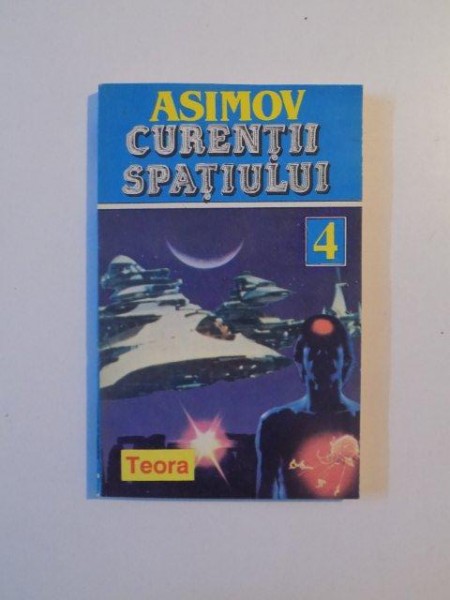 ASIMOV
CURENȚII
SPAȚIULUI
4
Teora